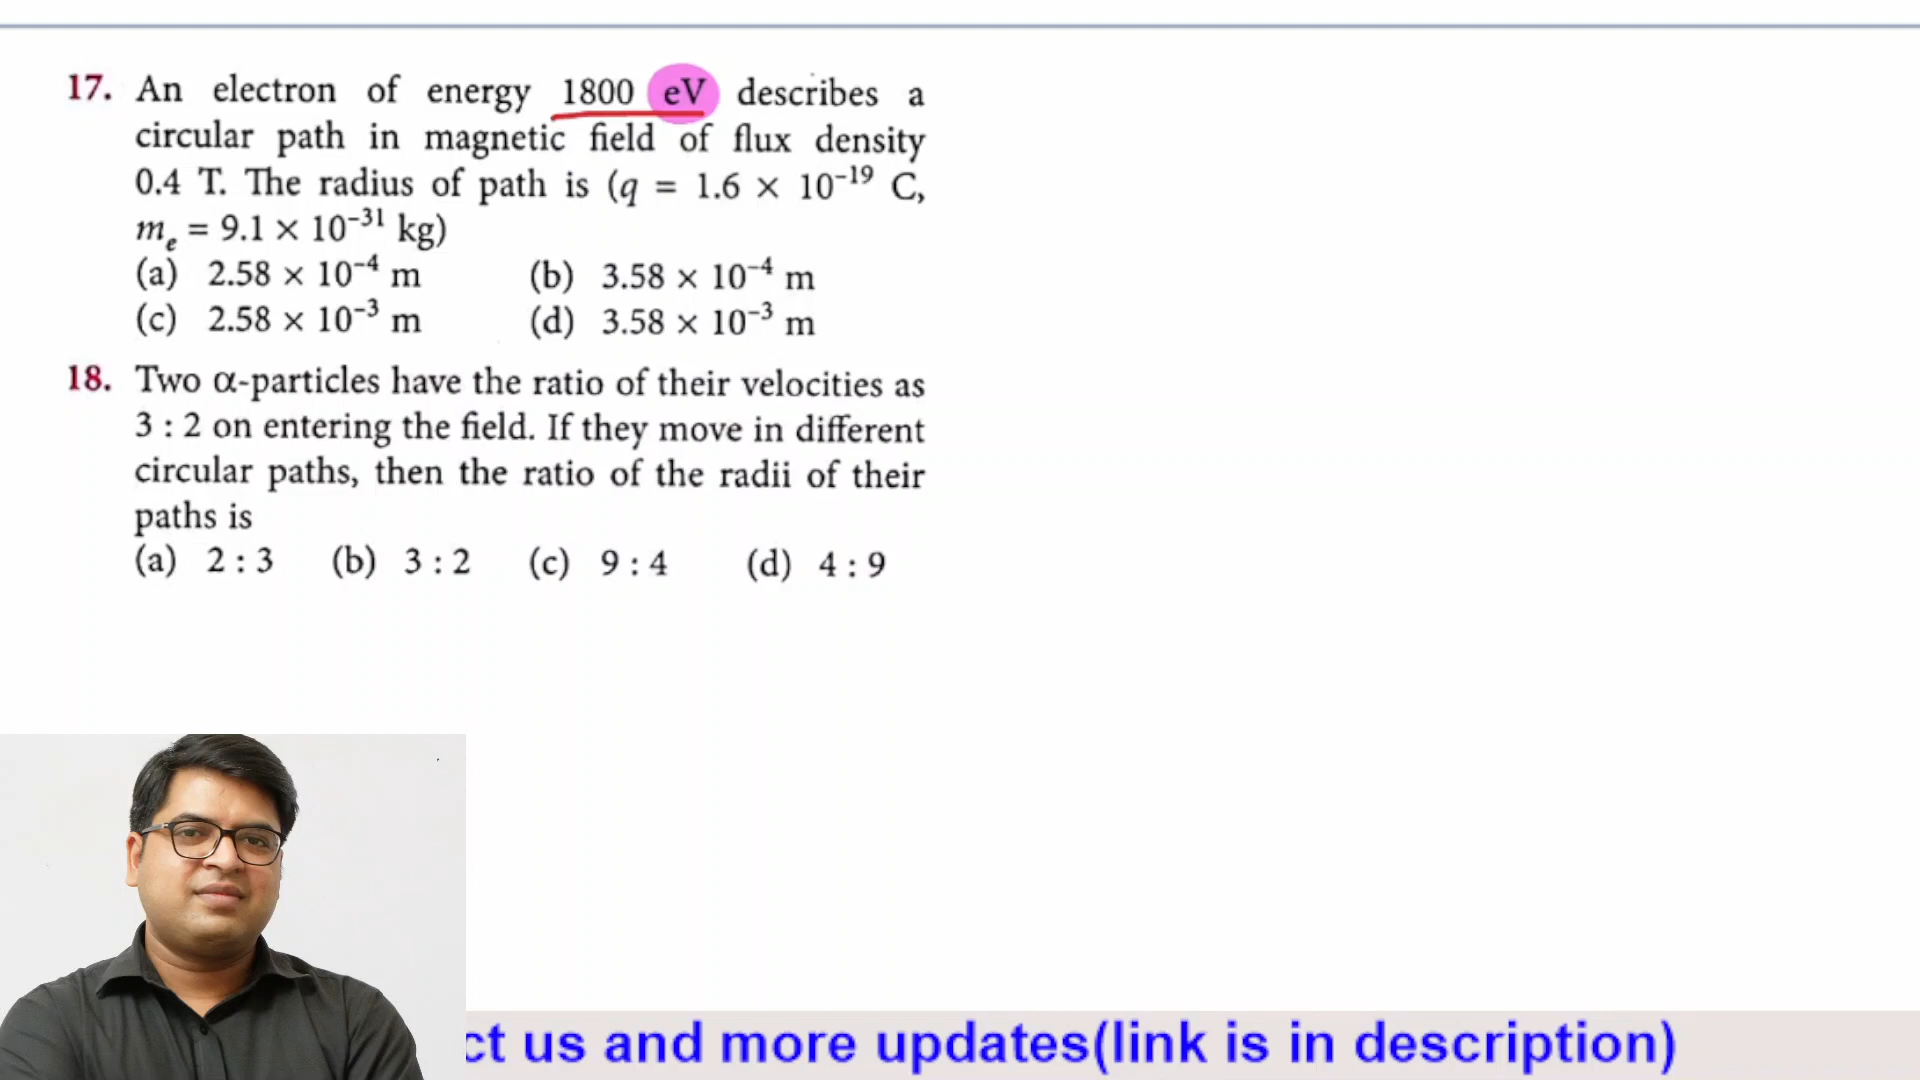 17. An electron of energy 1800 eV describes a
circular path in magnetic field of flux density
0.4 T. The radius of path is (q = 1.6 × 10⁻¹⁹ C,
mₑ = 9.1 × 10⁻³¹ kg)
(a) 2.58 × 10⁻⁴ m (b) 3.58 × 10⁻⁴ m
(c) 2.58 × 10⁻³ m (d) 3.58 × 10⁻³ m
18. Two α-particles have the ratio of their velocities as
3 : 2 on entering the field. If they move in different
circular paths, then the ratio of the radii of their
paths is
(a) 2 : 3 (b) 3 : 2 (c) 9 : 4 (d) 4 : 9
ct us and more updates(link is in description)